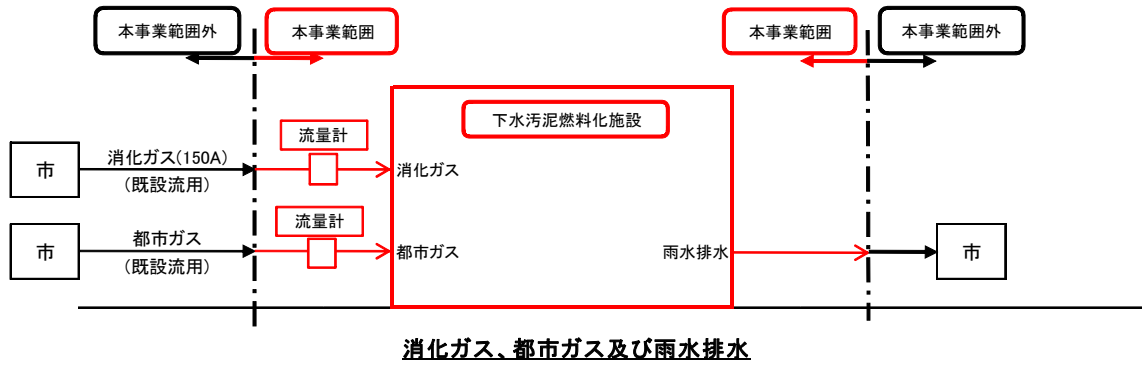 本事業範囲外
本事業範囲
本事業範囲
本事業範囲外
下水汚泥燃料化施設
流量計
市
消化ガス(150A)
(既設流用)
消化ガス
流量計
市
都市ガス
(既設流用)
都市ガス
雨水排水
市
消化ガス、都市ガス及び雨水排水